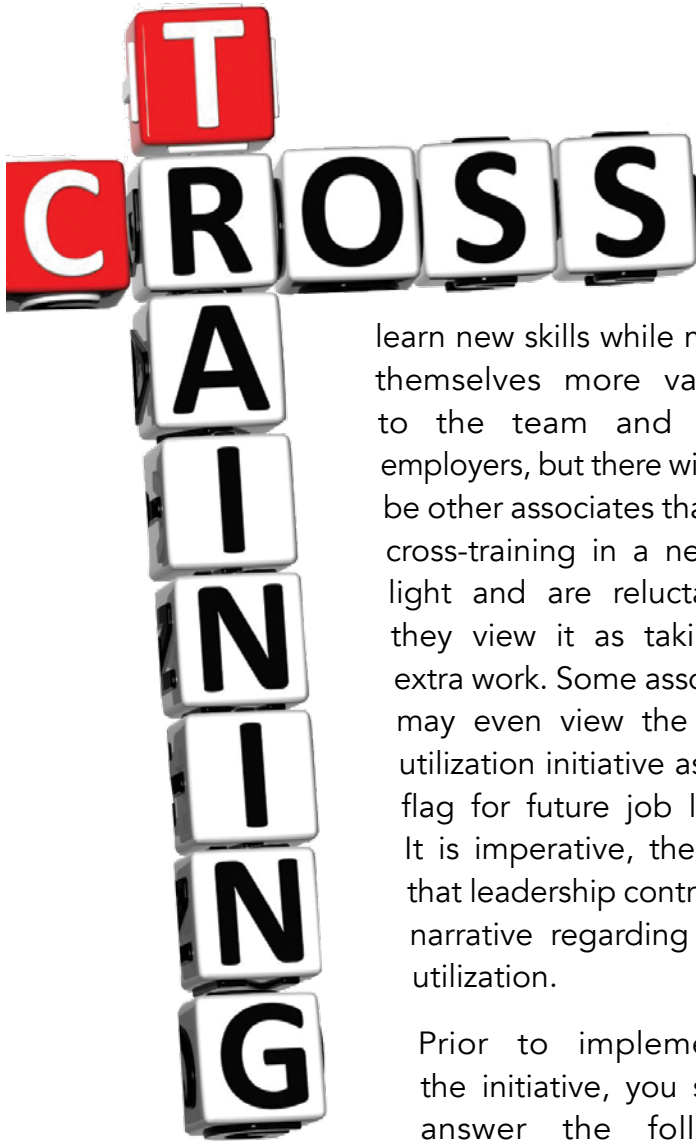 T
CROSS
A
I
N
I
N
G
learn new skills while m
themselves more va
to the team and
employers, but there wi
be other associates tha
cross-training in a ne
light and are relucta
they view it as taki
extra work. Some asso
may even view the
utilization initiative as
flag for future job l
It is imperative, the
that leadership contr
narrative regarding
utilization.
Prior to impleme
the initiative, you s
answer the foll